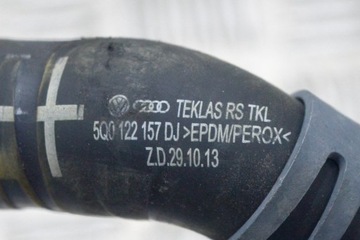 TEKLAS RS TKL
5Q0 122 157 DJ >EPDM/PEROX<
Z.D.29.10.13